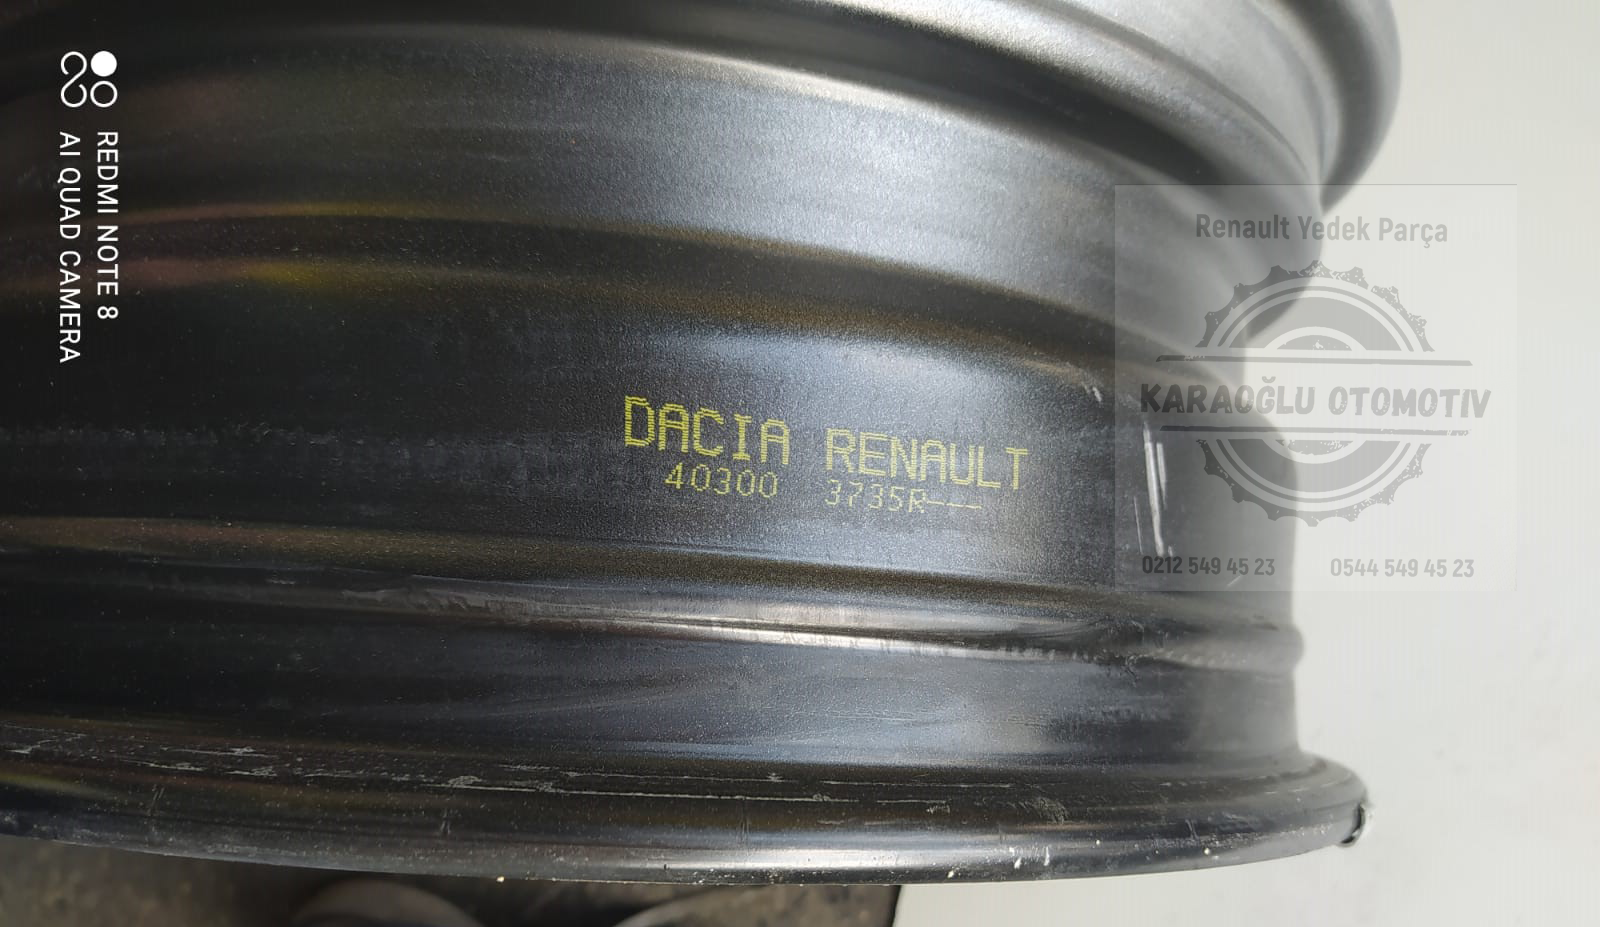 REDMI NOTE 8
AI QUAD CAMERA
Renault Yedek Parça
KARAOĞLU OTOMOTİV
0212 549 45 23 0544 549 45 23
DACIA RENAULT
40300 3735R---